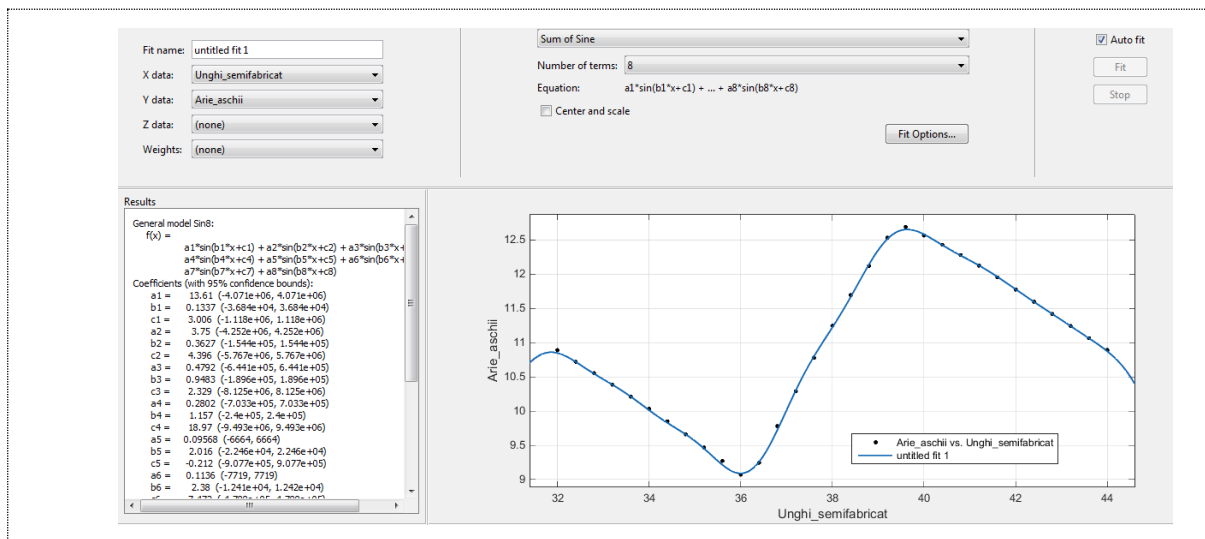 Fit name: untitled fit 1
X data: Unghi_semifabricat
Y data: Arie_aschii
Z data: (none)
Weights: (none)
Sum of Sine
Number of terms: 8
Equation: a1*sin(b1*x+c1) + ... + a8*sin(b8*x+c8)
Center and scale
Fit Options...
Auto fit
Fit
Stop
Results
General model Sin8:
f(x) =
a1*sin(b1*x+c1) + a2*sin(b2*x+c2) + a3*sin(b3*x+
a4*sin(b4*x+c4) + a5*sin(b5*x+c5) + a6*sin(b6*x+
a7*sin(b7*x+c7) + a8*sin(b8*x+c8)
Coefficients (with 95% confidence bounds):
a1 = 13.61 (-4.071e+06, 4.071e+06)
b1 = 0.1337 (-3.684e+04, 3.684e+04)
c1 = 3.006 (-1.118e+06, 1.118e+06)
a2 = 3.75 (-4.252e+06, 4.252e+06)
b2 = 0.3627 (-1.544e+05, 1.544e+05)
c2 = 4.396 (-5.767e+06, 5.767e+06)
a3 = 0.4792 (-6.441e+05, 6.441e+05)
b3 = 0.9483 (-1.896e+05, 1.896e+05)
c3 = 2.329 (-8.125e+06, 8.125e+06)
a4 = 0.2802 (-7.033e+05, 7.033e+05)
b4 = 1.157 (-2.4e+05, 2.4e+05)
c4 = 18.97 (-9.493e+06, 9.493e+06)
a5 = 0.09568 (-6664, 6664)
b5 = 2.016 (-2.246e+04, 2.246e+04)
c5 = -0.212 (-9.077e+05, 9.077e+05)
a6 = 0.1136 (-7719, 7719)
b6 = 2.38 (-1.241e+04, 1.242e+04)
12.5
12
11.5
11
10.5
10
9.5
9
Arie_aschii
32 34 36 38 40 42 44
Unghi_semifabricat
Arie_aschii vs. Unghi_semifabricat
untitled fit 1